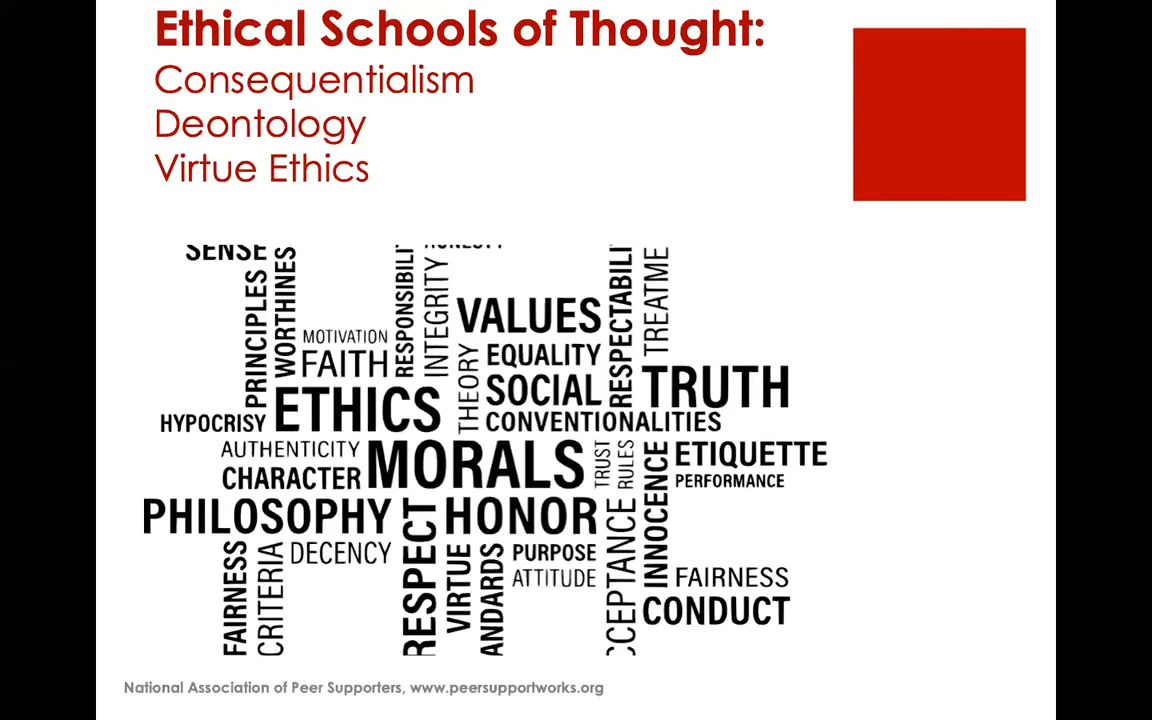 Ethical Schools of Thought:
Consequentialism
Deontology
Virtue Ethics
SENSE
PRINCIPLES
WORTHINES
MOTIVATION
FAITH
RESPONSIBILI
INTEGRITY
VALUES
EQUALITY
THEORY
SOCIAL
RESPECTABILI
TREATME
TRUTH
HYPOCRISY
ETHICS
CONVENTIONALITIES
AUTHENTICITY
CHARACTER
MORALS
TRUST
RULES
INNOCENCE
ETIQUETTE
PERFORMANCE
PHILOSOPHY
RESPECT
HONOR
FAIRNESS
CRITERIA
DECENCY
VIRTUE
ANDARDS
PURPOSE
ATTITUDE
CCEPTANCE
FAIRNESS
CONDUCT
National Association of Peer Supporters, www.peersupportworks.org